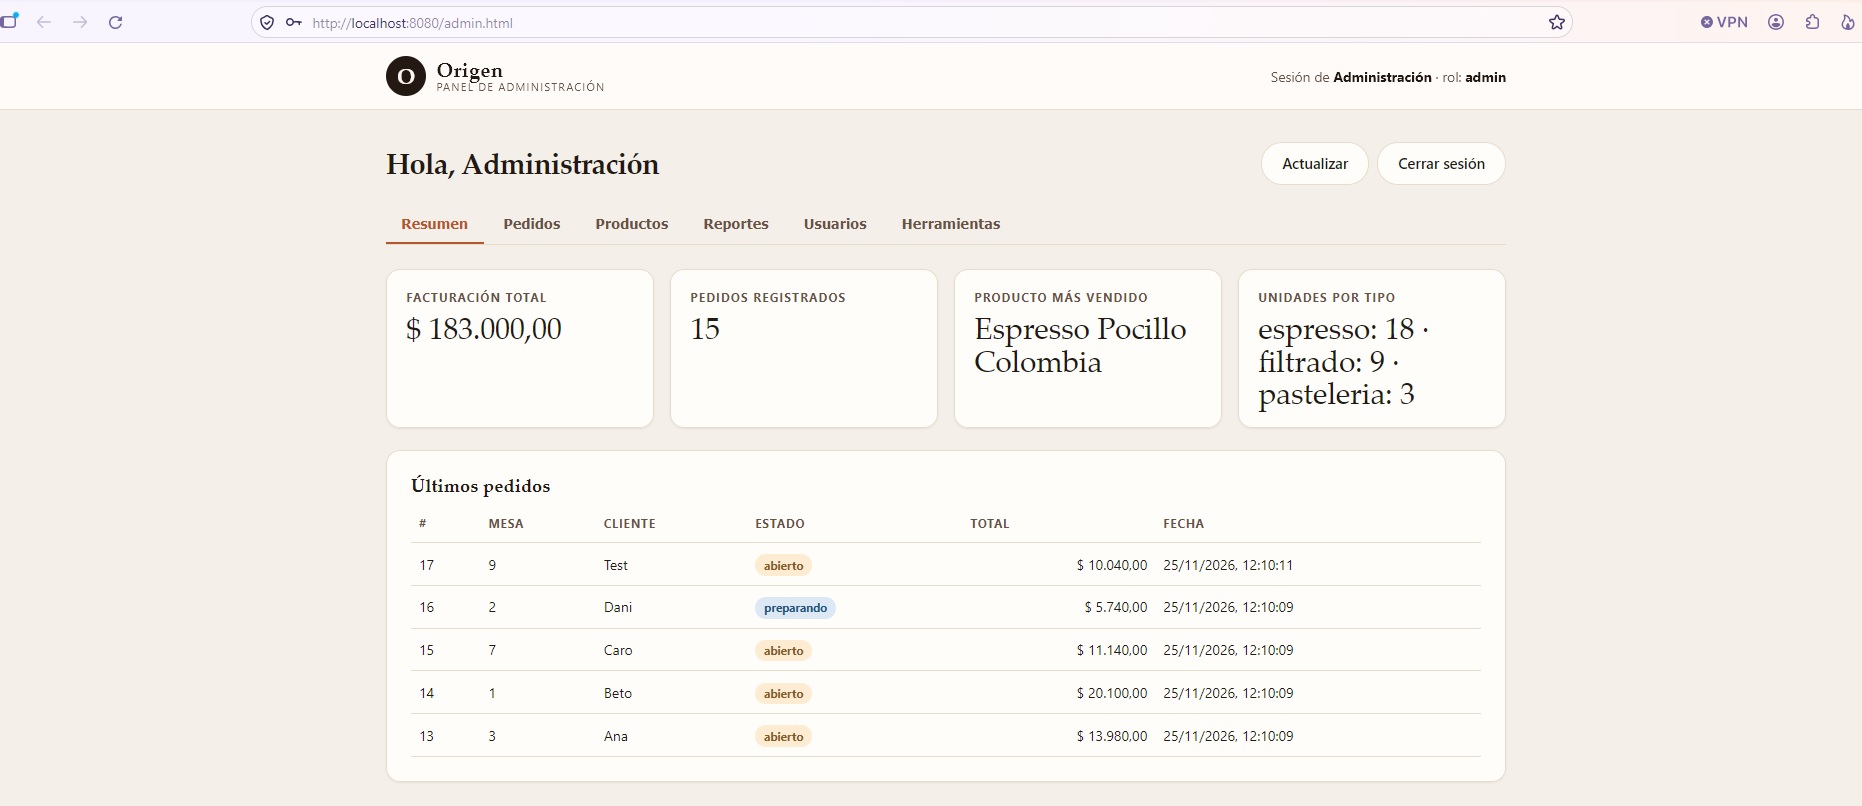 http://localhost:8080/admin.html
VPN
O
Origen
PANEL DE ADMINISTRACIÓN
Sesión de Administración · rol: admin
Hola, Administración
Actualizar
Cerrar sesión
Resumen Pedidos Productos Reportes Usuarios Herramientas
FACTURACIÓN TOTAL
$ 183.000,00
PEDIDOS REGISTRADOS
15
PRODUCTO MÁS VENDIDO
Espresso Pocillo
Colombia
UNIDADES POR TIPO
espresso: 18 ·
filtrado: 9 ·
pasteleria: 3
Últimos pedidos
# MESA CLIENTE ESTADO TOTAL FECHA
17 9 Test abierto $ 10.040,00 25/11/2026, 12:10:11
16 2 Dani preparando $ 5.740,00 25/11/2026, 12:10:09
15 7 Caro abierto $ 11.140,00 25/11/2026, 12:10:09
14 1 Beto abierto $ 20.100,00 25/11/2026, 12:10:09
13 3 Ana abierto $ 13.980,00 25/11/2026, 12:10:09